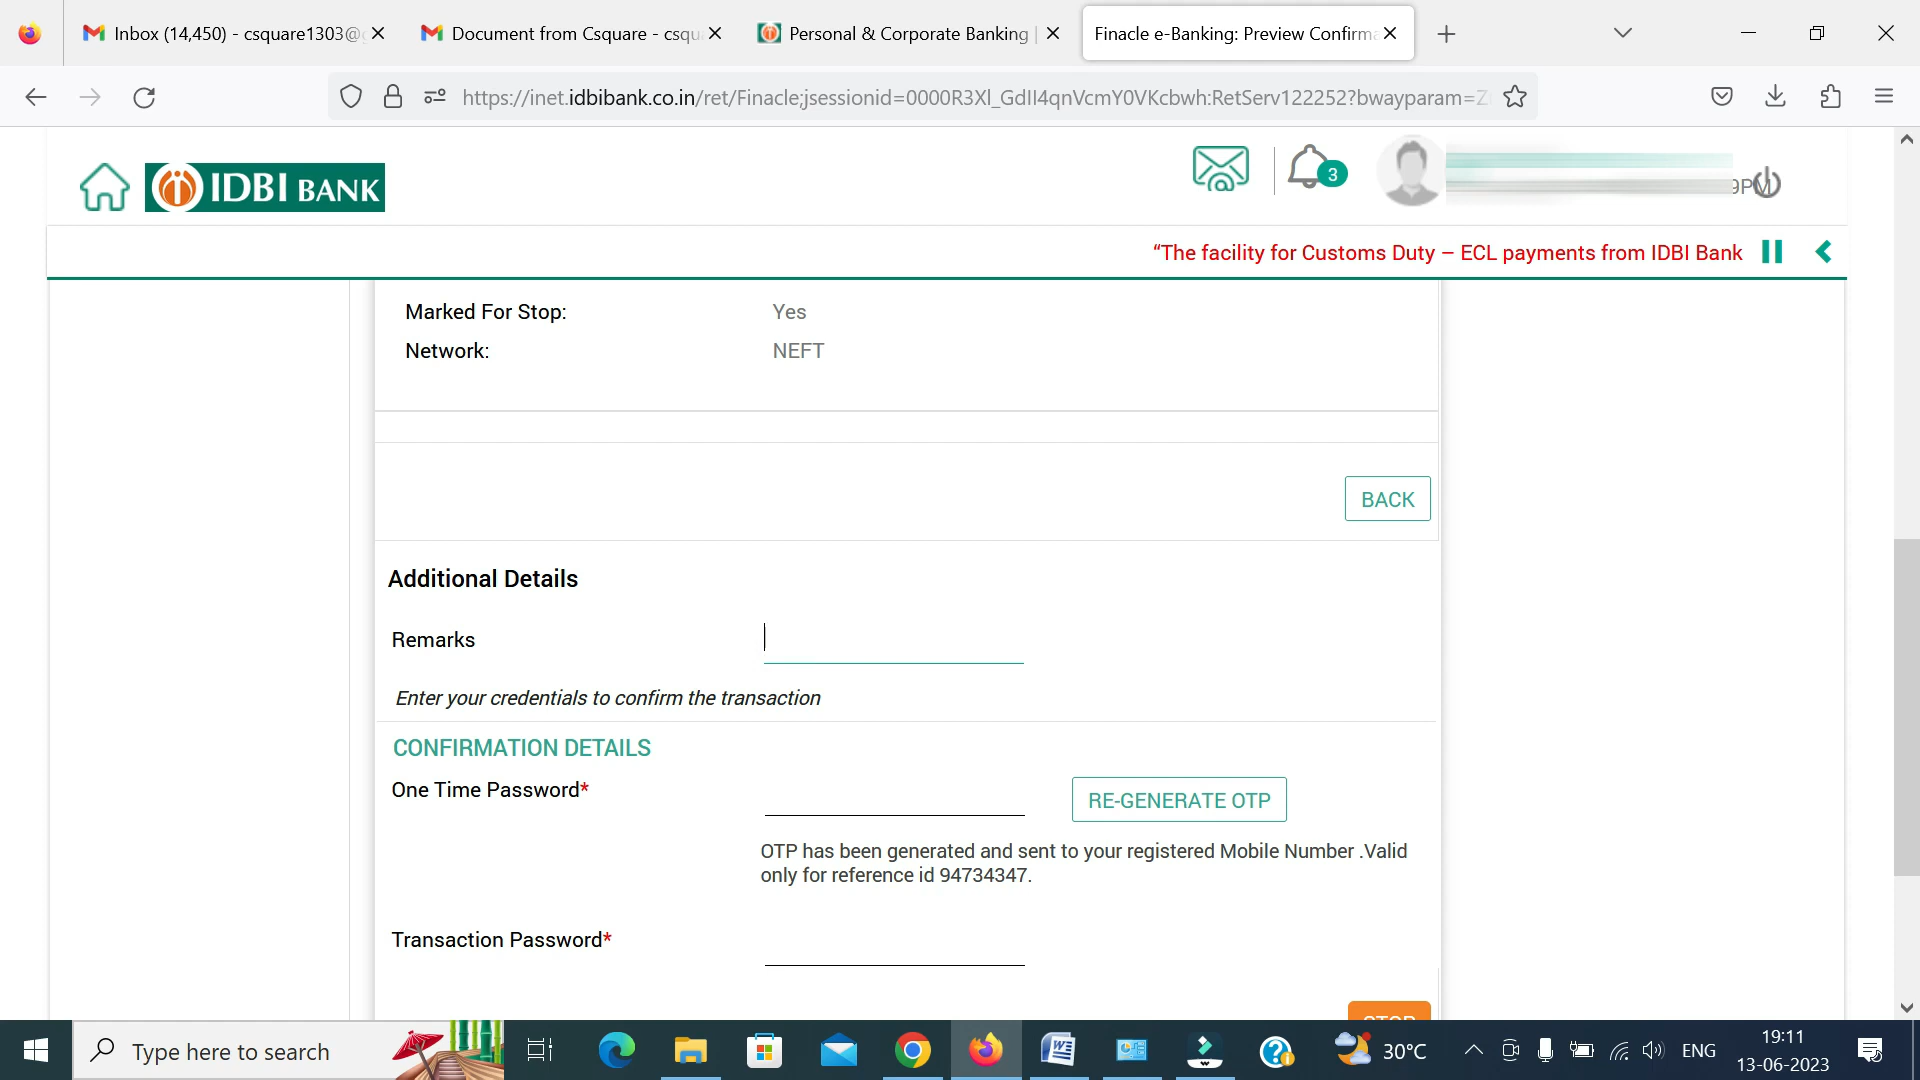 Inbox (14,450) - csquare1303@g
Document from Csquare - csqu
Personal & Corporate Banking |
Finacle e-Banking: Preview Confirma
https://inet.idbibank.co.in/ret/Finacle;jsessionid=0000R3Xl_GdII4qnVcmY0VKcbwh:RetServ122252?bwayparam=Z
IDBI BANK
3
9PM
“The facility for Customs Duty – ECL payments from IDBI Bank
Marked For Stop: Yes
Network: NEFT
BACK
Additional Details
Remarks
Enter your credentials to confirm the transaction
CONFIRMATION DETAILS
One Time Password*
RE-GENERATE OTP
OTP has been generated and sent to your registered Mobile Number .Valid
only for reference id 94734347.
Transaction Password*
STOP
Type here to search
30°C
ENG
19:11
13-06-2023